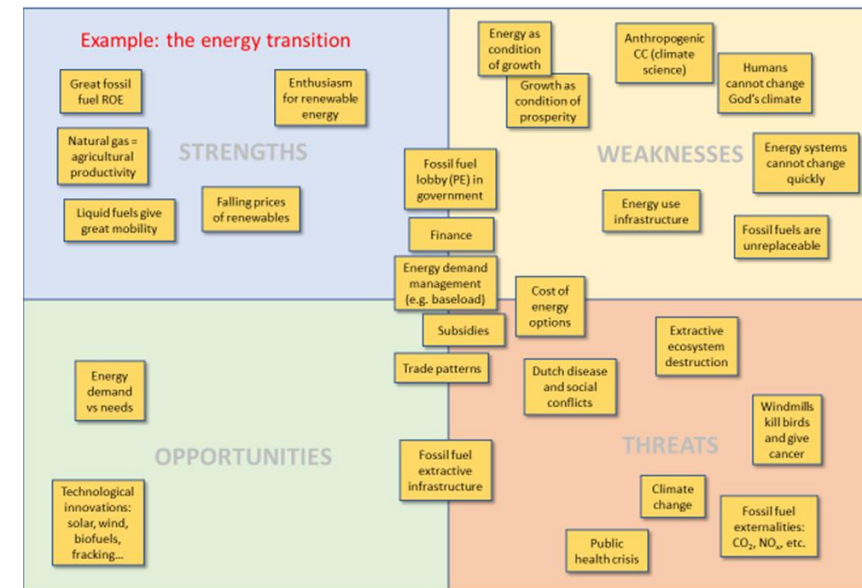 Example: the energy transition
Great fossil
fuel ROE
Enthusiasm
for renewable
energy
Natural gas =
agricultural
productivity
STRENGTHS
Liquid fuels give
great mobility
Falling prices
of renewables
Energy as
condition
of growth
Growth as
condition of
prosperity
Anthropogenic
CC (climate
science)
Humans
cannot change
God's climate
WEAKNESSES
Energy systems
cannot change
quickly
Energy use
infrastructure
Fossil fuels are
unreplaceable
Fossil fuel
lobby (PE) in
government
Finance
Energy demand
management
(e.g. baseload)
Subsidies
Trade patterns
Fossil fuel
extractive
infrastructure
Energy
demand
vs needs
OPPORTUNITIES
Technological
innovations:
solar, wind,
biofuels,
fracking...
Cost of
energy
options
Extractive
ecosystem
destruction
Dutch disease
and social
conflicts
Windmills
kill birds
and give
cancer
THREATS
Climate
change
Fossil fuel
externalities:
CO₂, NOₓ, etc.
Public
health crisis